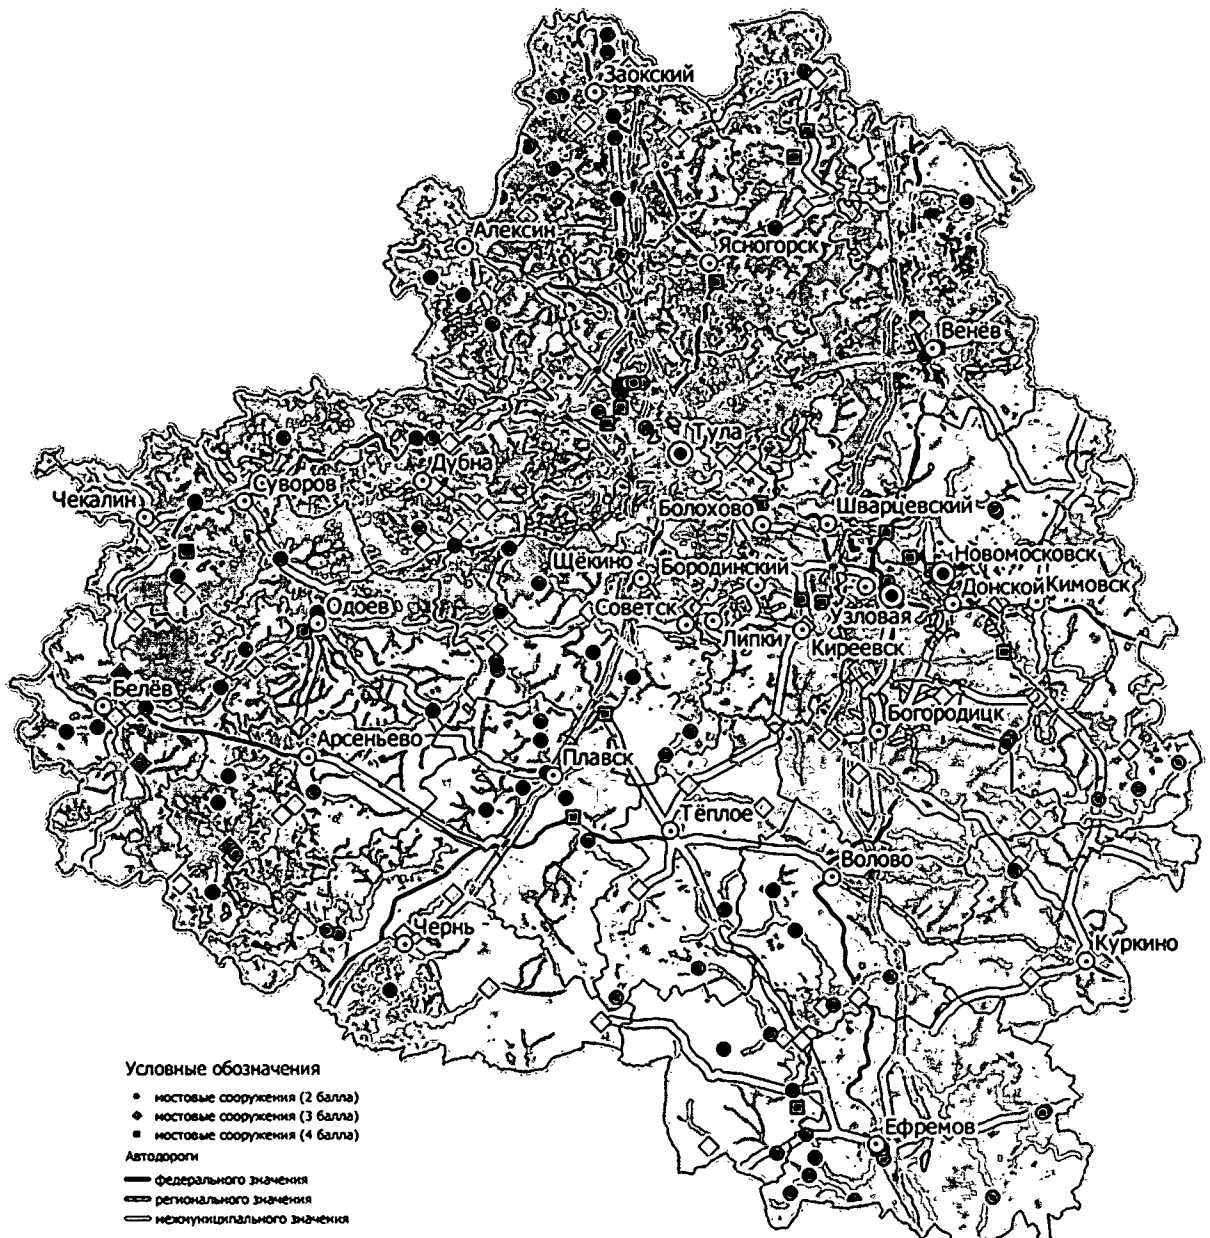 Заокский
Алексин
Ясногорск
Венёв
Тула
Дубна
Суворов
Чекалин
Болохово
Шварцевский
Щёкино
Бородинский
Новомосковск
Донской
Кимовск
Одоев
Советск
Узловая
Липки
Киреевск
Белёв
Богородицк
Арсеньево
Плавск
Тёплое
Волово
Чернь
Куркино
Ефремов
Условные обозначения
мостовые сооружения (2 балла)
мостовые сооружения (3 балла)
мостовые сооружения (4 балла)
Автодороги
федерального значения
регионального значения
межмуниципального значения